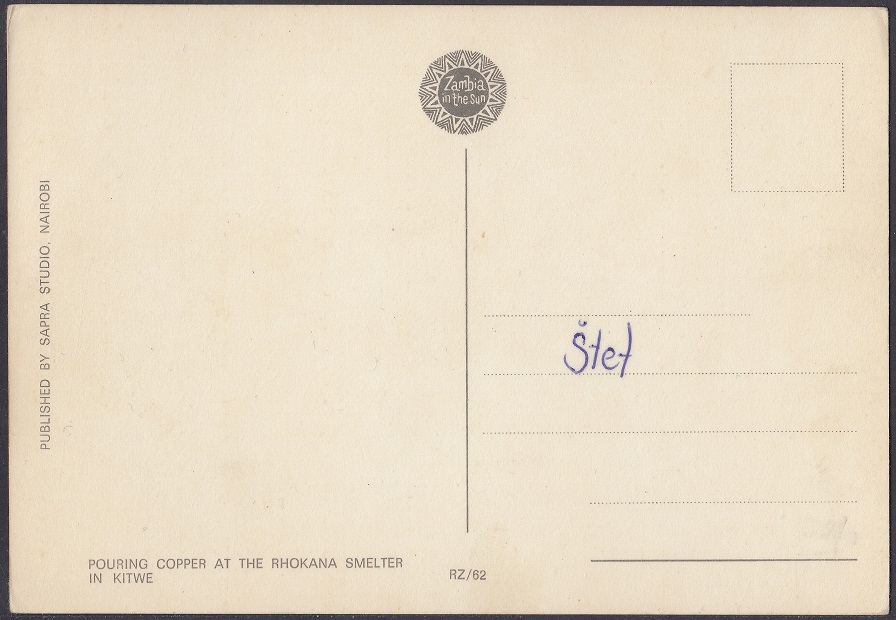 Zambia
in the Sun
PUBLISHED BY SAPRA STUDIO, NAIROBI
Štef
POURING COPPER AT THE RHOKANA SMELTER
IN KITWE
RZ/62